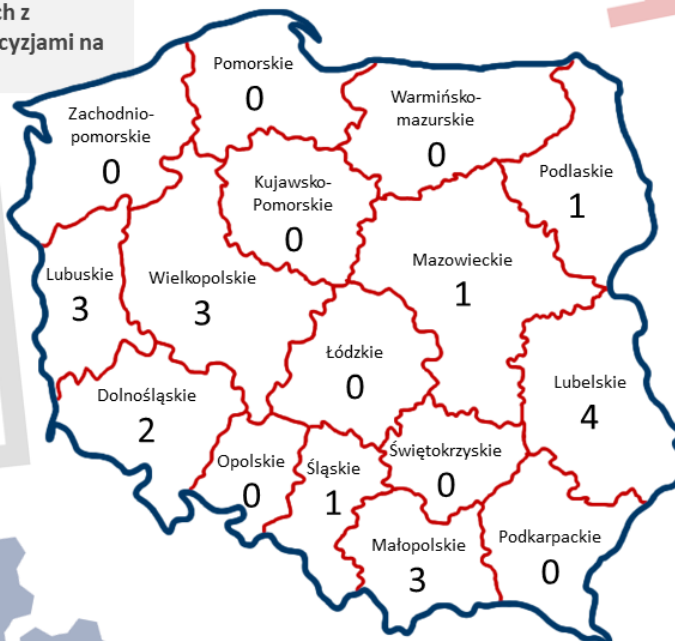 ch z
cyzjami na
Pomorskie
0
Zachodnio-
pomorskie
0
Warmińsko-
mazurskie
0
Kujawsko-
Pomorskie
0
Podlaskie
1
Lubuskie
3
Wielkopolskie
3
Mazowieckie
1
Łódzkie
0
Dolnośląskie
2
Lubelskie
4
Opolskie
0
Śląskie
1
Świętokrzyskie
0
Małopolskie
3
Podkarpackie
0